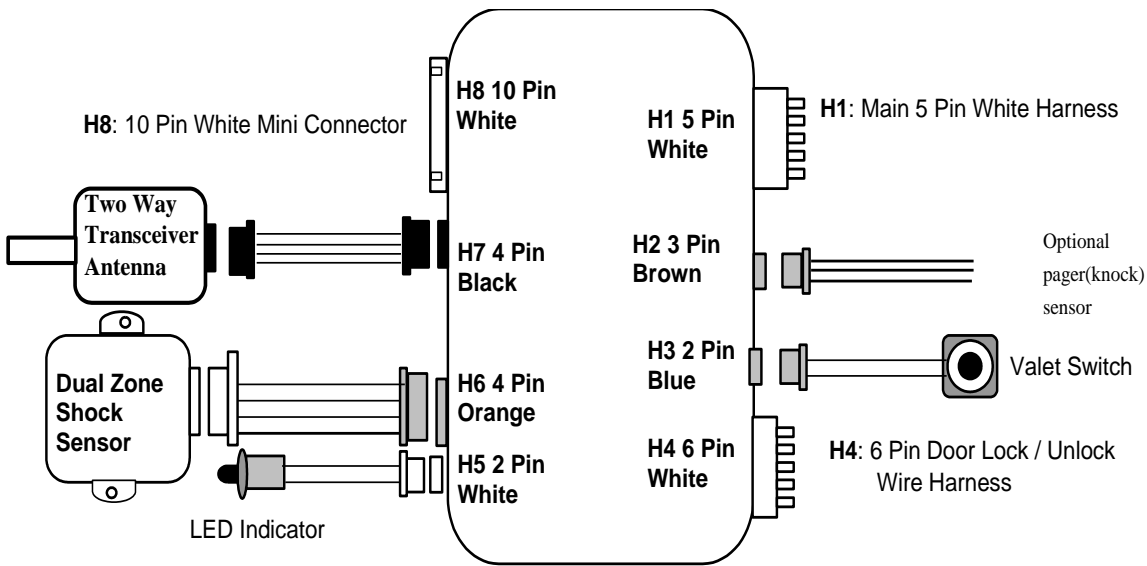 H8: 10 Pin White Mini Connector
H8 10 Pin
White
H1 5 Pin
White
H1: Main 5 Pin White Harness
Two Way
Transceiver
Antenna
H7 4 Pin
Black
H2 3 Pin
Brown
Optional
pager(knock)
sensor
Dual Zone
Shock
Sensor
H6 4 Pin
Orange
H3 2 Pin
Blue
Valet Switch
H5 2 Pin
White
LED Indicator
H4 6 Pin
White
H4: 6 Pin Door Lock / Unlock
Wire Harness